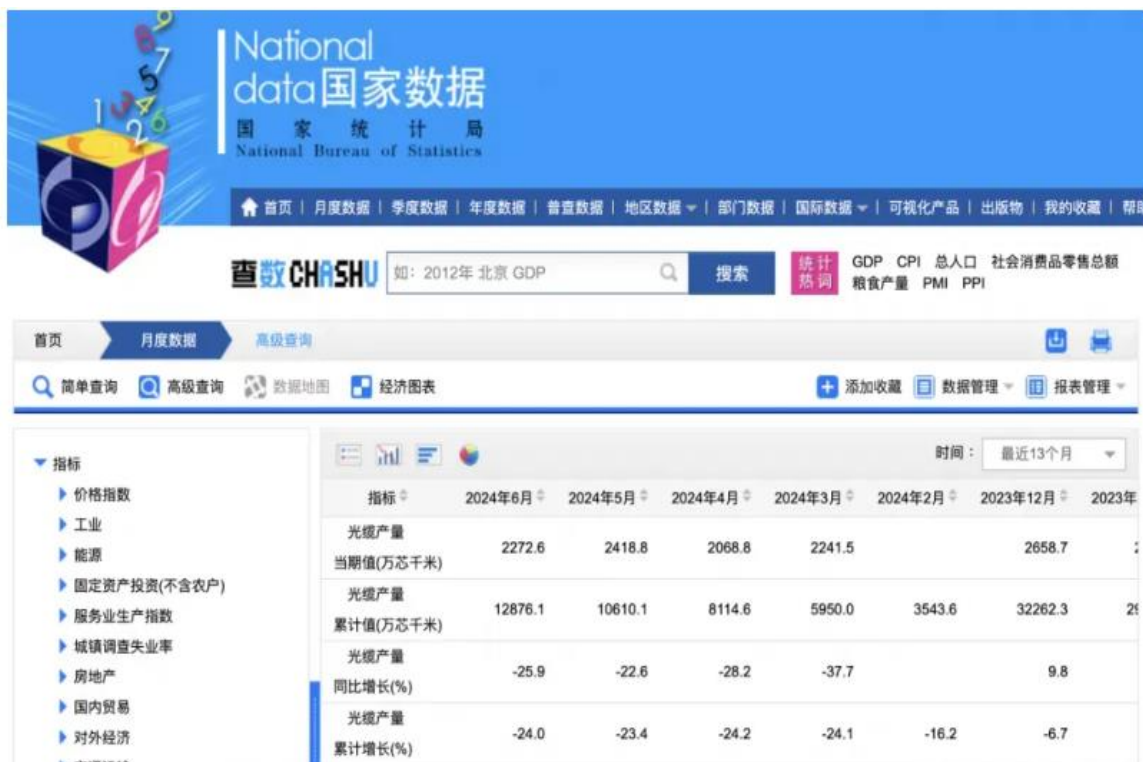 National
data国家数据
国家统计局
National Bureau of Statistics
首页 | 月度数据 | 季度数据 | 年度数据 | 普查数据 | 地区数据 | 部门数据 | 国际数据 | 可视化产品 | 出版物 | 我的收藏 |
查数 CHASHU 如：2012年 北京 GDP 搜索 统计热词 GDP CPI 总人口 社会消费品零售总额
粮食产量 PMI PPI
首页 月度数据 高级查询
简单查询 高级查询 数据地图 经济图表 添加收藏 数据管理 报表管理
指标 时间： 最近13个月
价格指数
工业
能源
固定资产投资(不含农户)
服务业生产指数
城镇调查失业率
房地产
国内贸易
对外经济
指标 2024年6月 2024年5月 2024年4月 2024年3月 2024年2月 2023年12月 2023年
光缆产量
当期值(万芯千米) 2272.6 2418.8 2068.8 2241.5 2658.7
光缆产量
累计值(万芯千米) 12876.1 10610.1 8114.6 5950.0 3543.6 32262.3
光缆产量
同比增长(%) -25.9 -22.6 -28.2 -37.7 9.8
光缆产量
累计增长(%) -24.0 -23.4 -24.2 -24.1 -16.2 -6.7